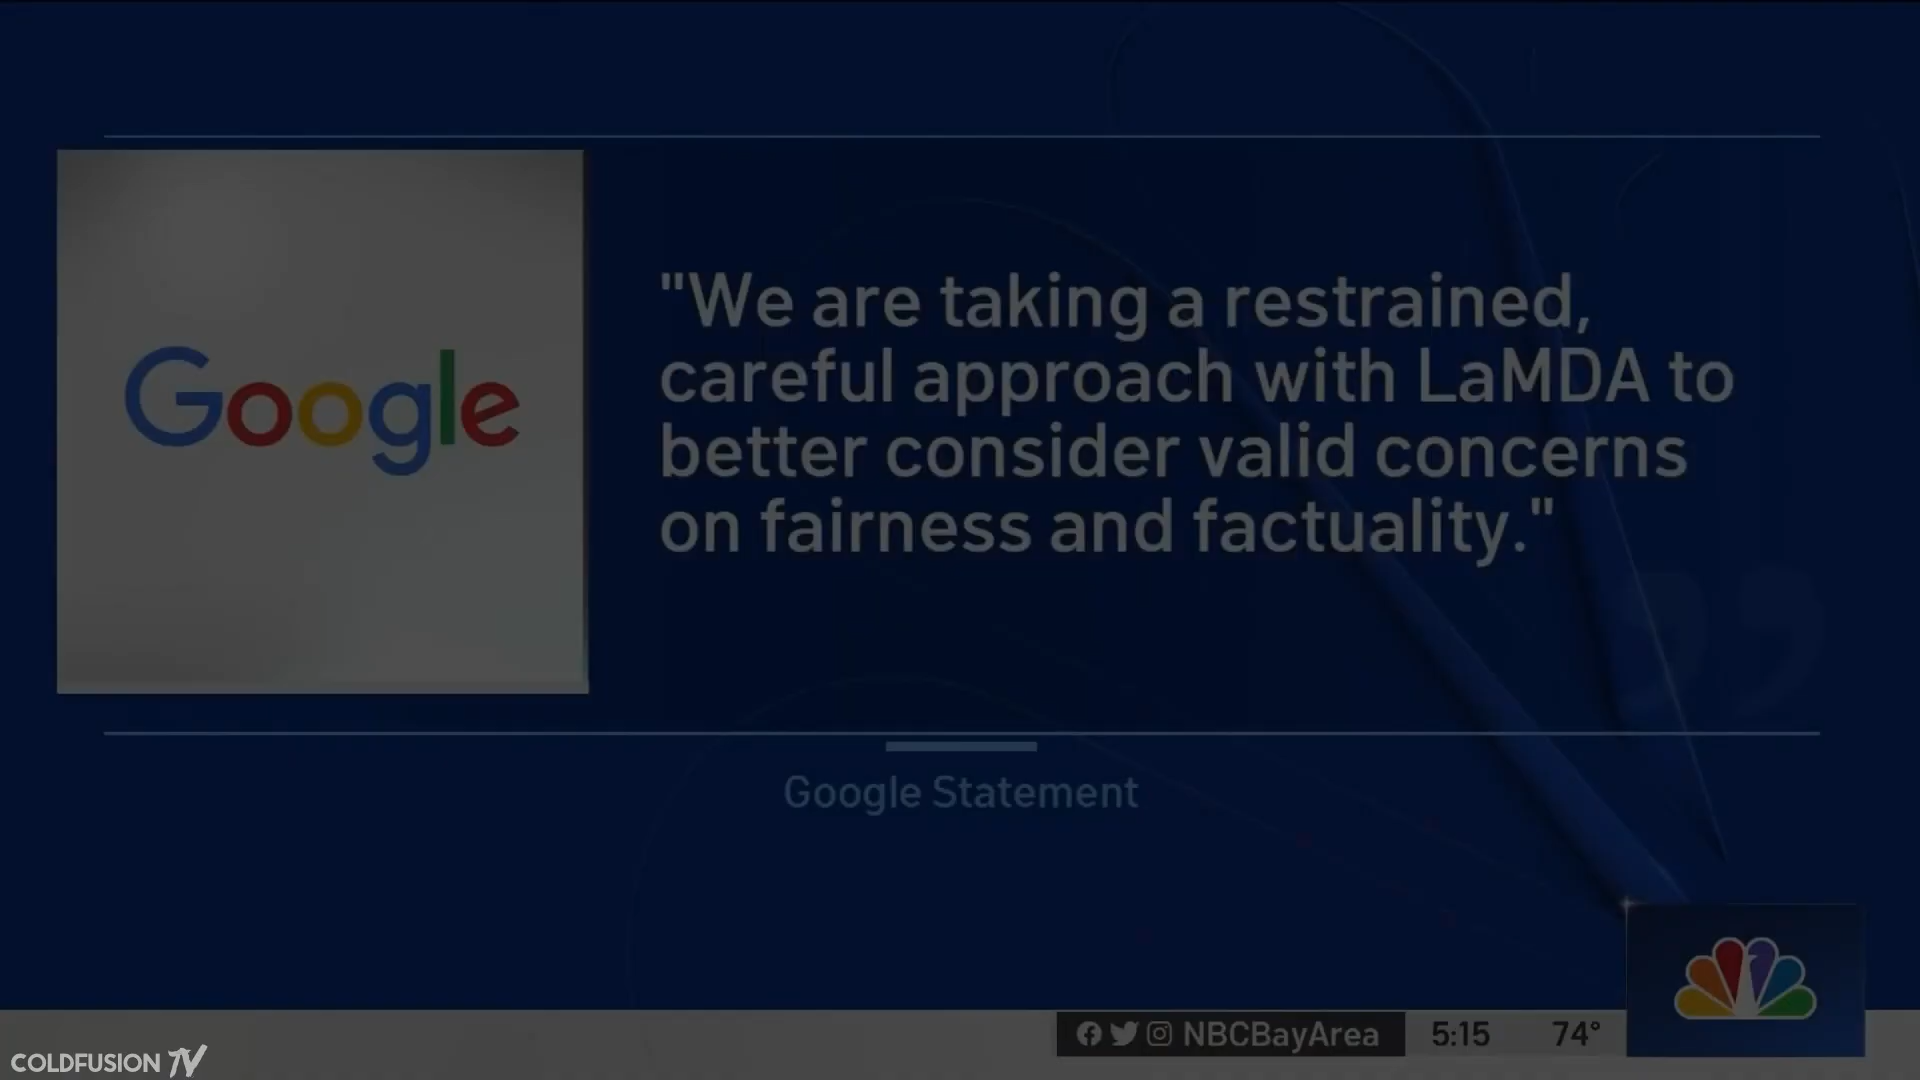 Google
"We are taking a restrained,
careful approach with LaMDA to
better consider valid concerns
on fairness and factuality."
Google Statement
NBCBayArea 5:15 74°
COLDFUSION TV